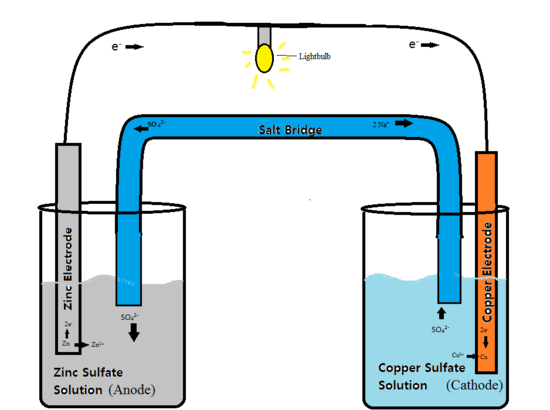 e⁻
e⁻
Lightbulb
SO₄²⁻
Salt Bridge
2 Na⁺
Zinc Electrode
Copper Electrode
SO₄²⁻
2e⁻
Zn
Zn²⁺
SO₄²⁻
2e⁻
Cu²⁺
Cu
Zinc Sulfate
Solution (Anode)
Copper Sulfate
Solution (Cathode)